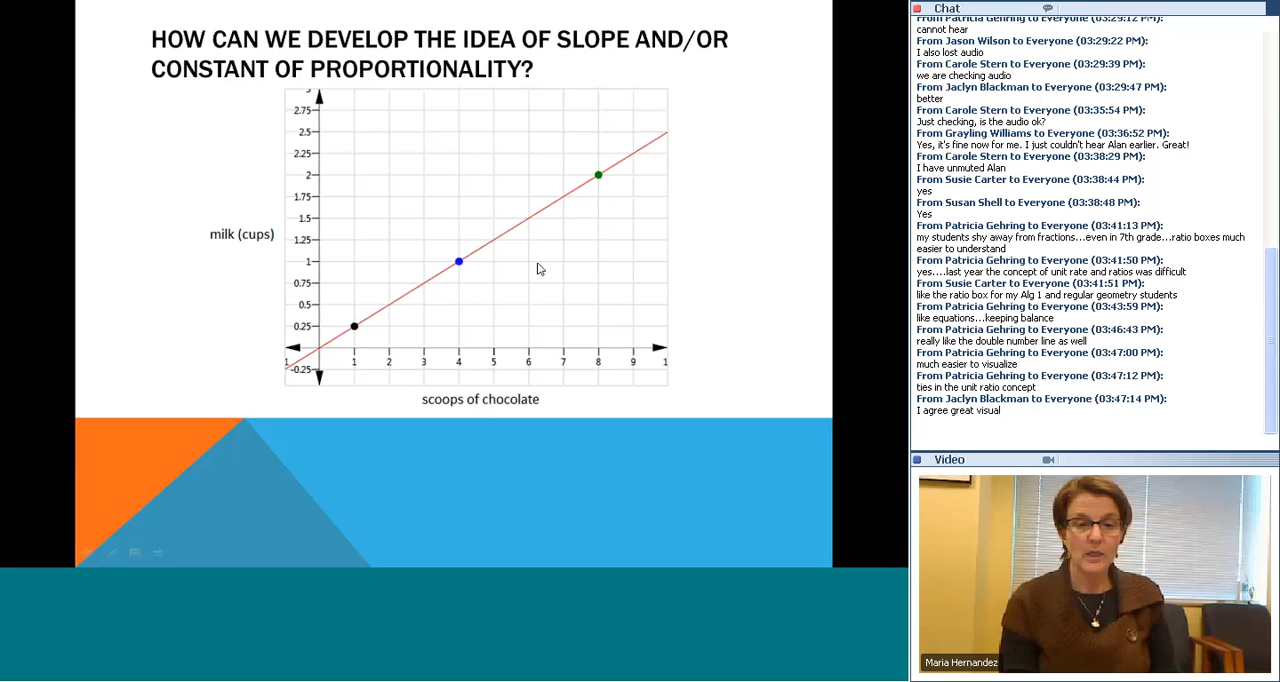 HOW CAN WE DEVELOP THE IDEA OF SLOPE AND/OR
CONSTANT OF PROPORTIONALITY?
2.75
2.5
2.25
2
1.75
1.5
milk (cups)
1.25
1
0.75
0.5
0.25
1 1 2 3 4 5 6 7 8 9 1
-0.25
scoops of chocolate
Chat
From Patricia Gehring to Everyone (03:29:12 PM):
cannot hear
From Jason Wilson to Everyone (03:29:22 PM):
I also lost audio
From Carole Stern to Everyone (03:29:39 PM):
we are checking audio
From Jaclyn Blackman to Everyone (03:29:47 PM):
better
From Carole Stern to Everyone (03:35:54 PM):
Just checking, is the audio ok?
From Grayling Williams to Everyone (03:36:52 PM):
Yes, it's fine now for me. I just couldn't hear Alan earlier. Great!
From Carole Stern to Everyone (03:38:29 PM):
I have unmuted Alan
From Susie Carter to Everyone (03:38:44 PM):
yes
From Susan Shell to Everyone (03:38:48 PM):
Yes
From Patricia Gehring to Everyone (03:41:13 PM):
my students shy away from fractions...even in 7th grade...ratio boxes much
easier to understand
From Patricia Gehring to Everyone (03:41:50 PM):
yes....last year the concept of unit rate and ratios was difficult
From Susie Carter to Everyone (03:41:51 PM):
like the ratio box for my Alg 1 and regular geometry students
From Patricia Gehring to Everyone (03:43:59 PM):
like equations...keeping balance
From Patricia Gehring to Everyone (03:46:43 PM):
really like the double number line as well
From Patricia Gehring to Everyone (03:47:00 PM):
much easier to visualize
From Patricia Gehring to Everyone (03:47:12 PM):
ties in the unit ratio concept
From Jaclyn Blackman to Everyone (03:47:14 PM):
I agree great visual
Video
Maria Hernandez